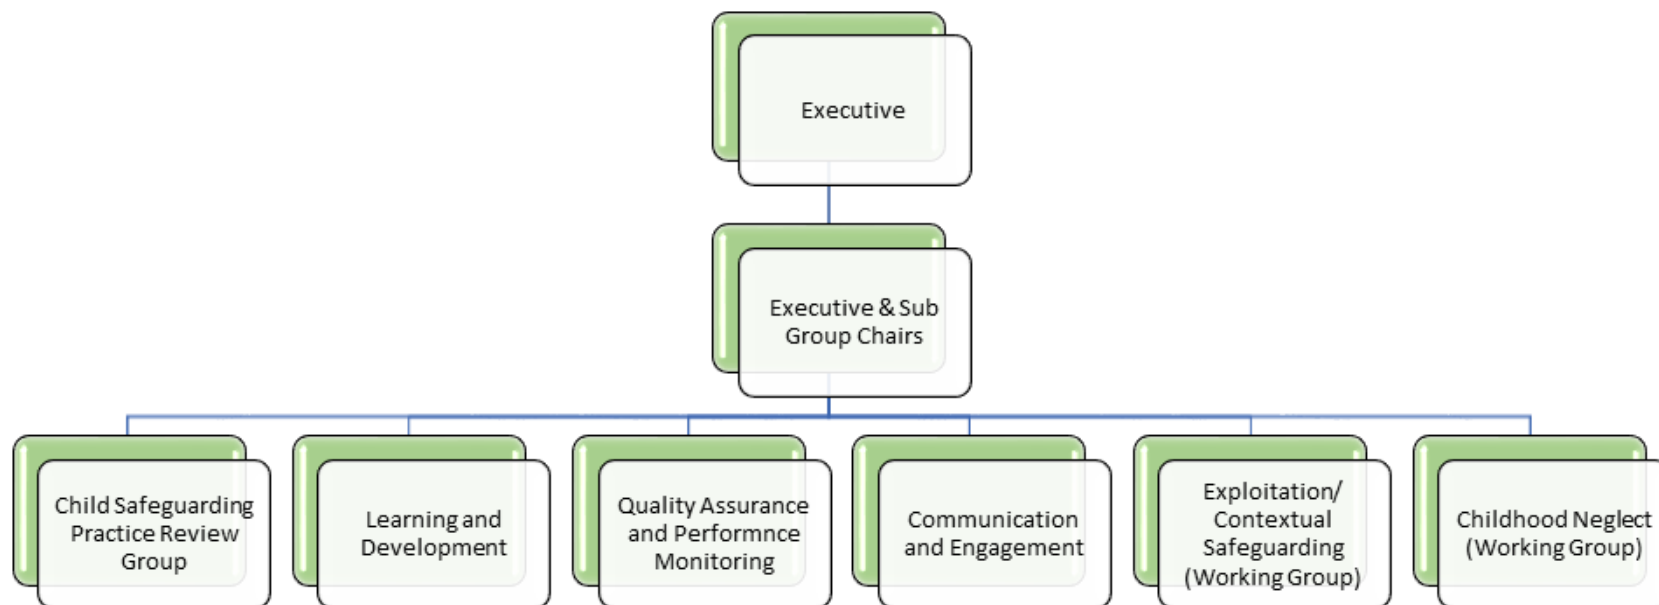 Executive
Executive & Sub
Group Chairs
Child Safeguarding
Practice Review
Group
Learning and
Development
Quality Assurance
and Performnce
Monitoring
Communication
and Engagement
Exploitation/
Contextual
Safeguarding
(Working Group)
Childhood Neglect
(Working Group)